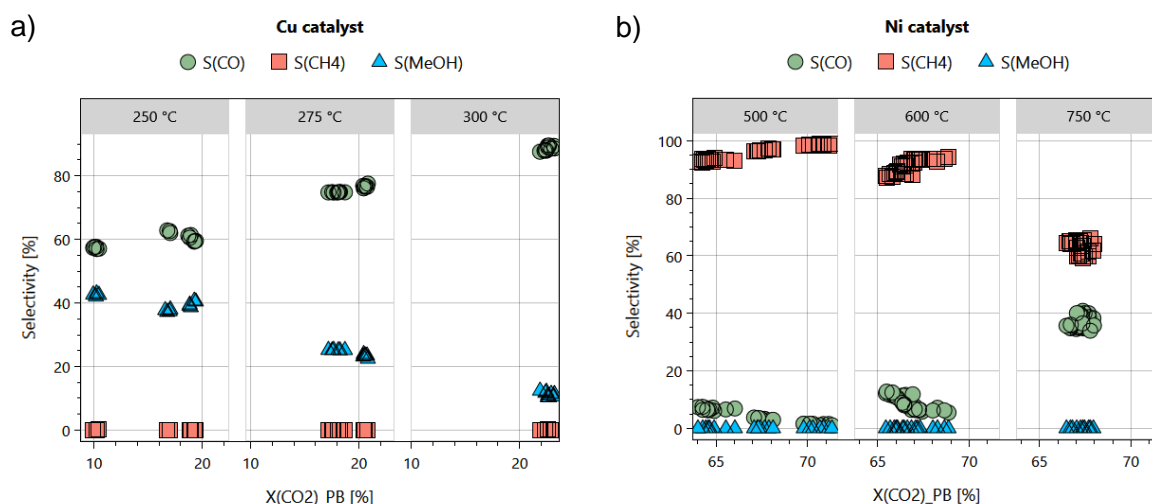 a)
Cu catalyst
S(CO) S(CH4) S(MeOH)
250 °C 275 °C 300 °C
Selectivity [%]
80
60
40
20
0
10 20 10 20 10 20
X(CO2)_PB [%]
b)
Ni catalyst
S(CO) S(CH4) S(MeOH)
500 °C 600 °C 750 °C
Selectivity [%]
100
80
60
40
20
0
65 70 65 70 65 70
X(CO2)_PB [%]